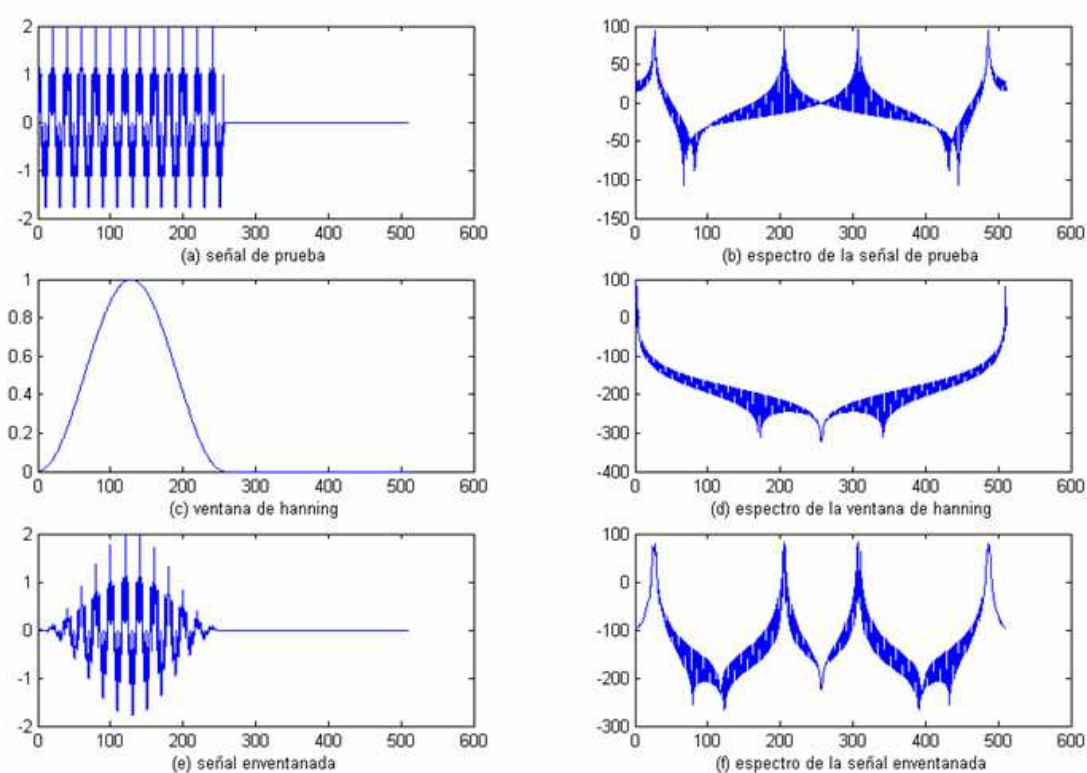 2
1
0
-1
-2
0 100 200 300 400 500 600
(a) señal de prueba
100
50
0
-50
-100
-150
0 100 200 300 400 500 600
(b) espectro de la señal de prueba
1
0.8
0.6
0.4
0.2
0
0 100 200 300 400 500 600
(c) ventana de hanning
100
0
-100
-200
-300
-400
0 100 200 300 400 500 600
(d) espectro de la ventana de hanning
2
1
0
-1
-2
0 100 200 300 400 500 600
(e) señal enventanada
100
0
-100
-200
-300
0 100 200 300 400 500 600
(f) espectro de la señal enventanada